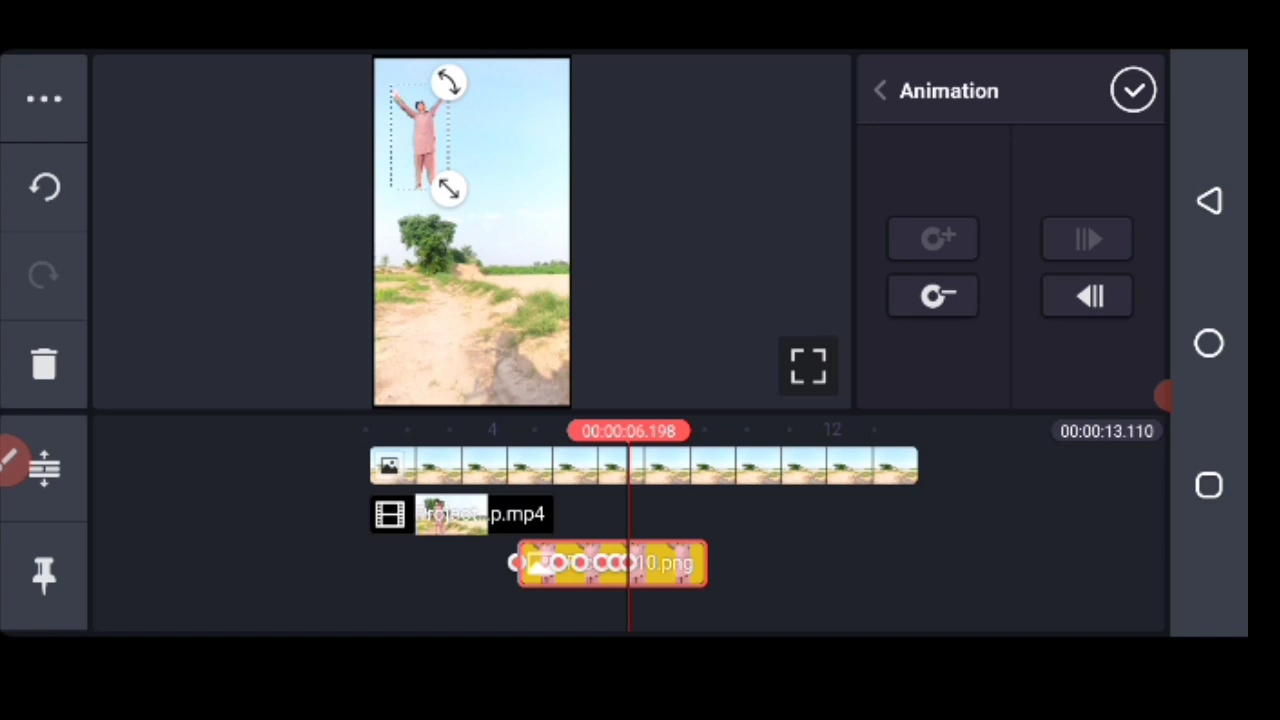 Animation
4
00:00:06.198
12
00:00:13.110
p.mp4
10.png